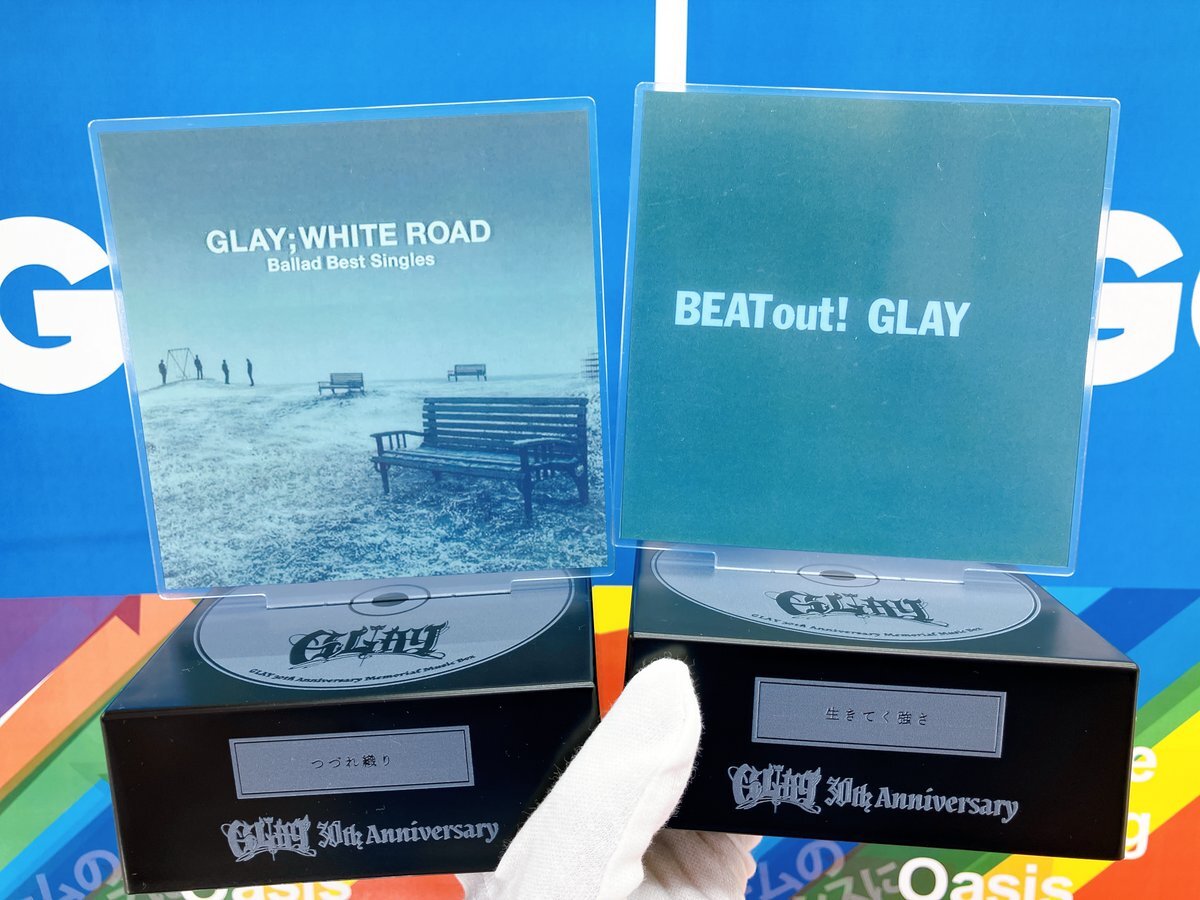 GLAY;WHITE ROAD
Ballad Best Singles
BEATout! GLAY
GLAY
GLAY 30th Anniversary Memorial Music Box
つづれ織り
GLAY 30th Anniversary
GLAY
GLAY 30th Anniversary Memorial Music Box
生きてく強さ
GLAY 30th Anniversary
G
G
Oasis
Oasis